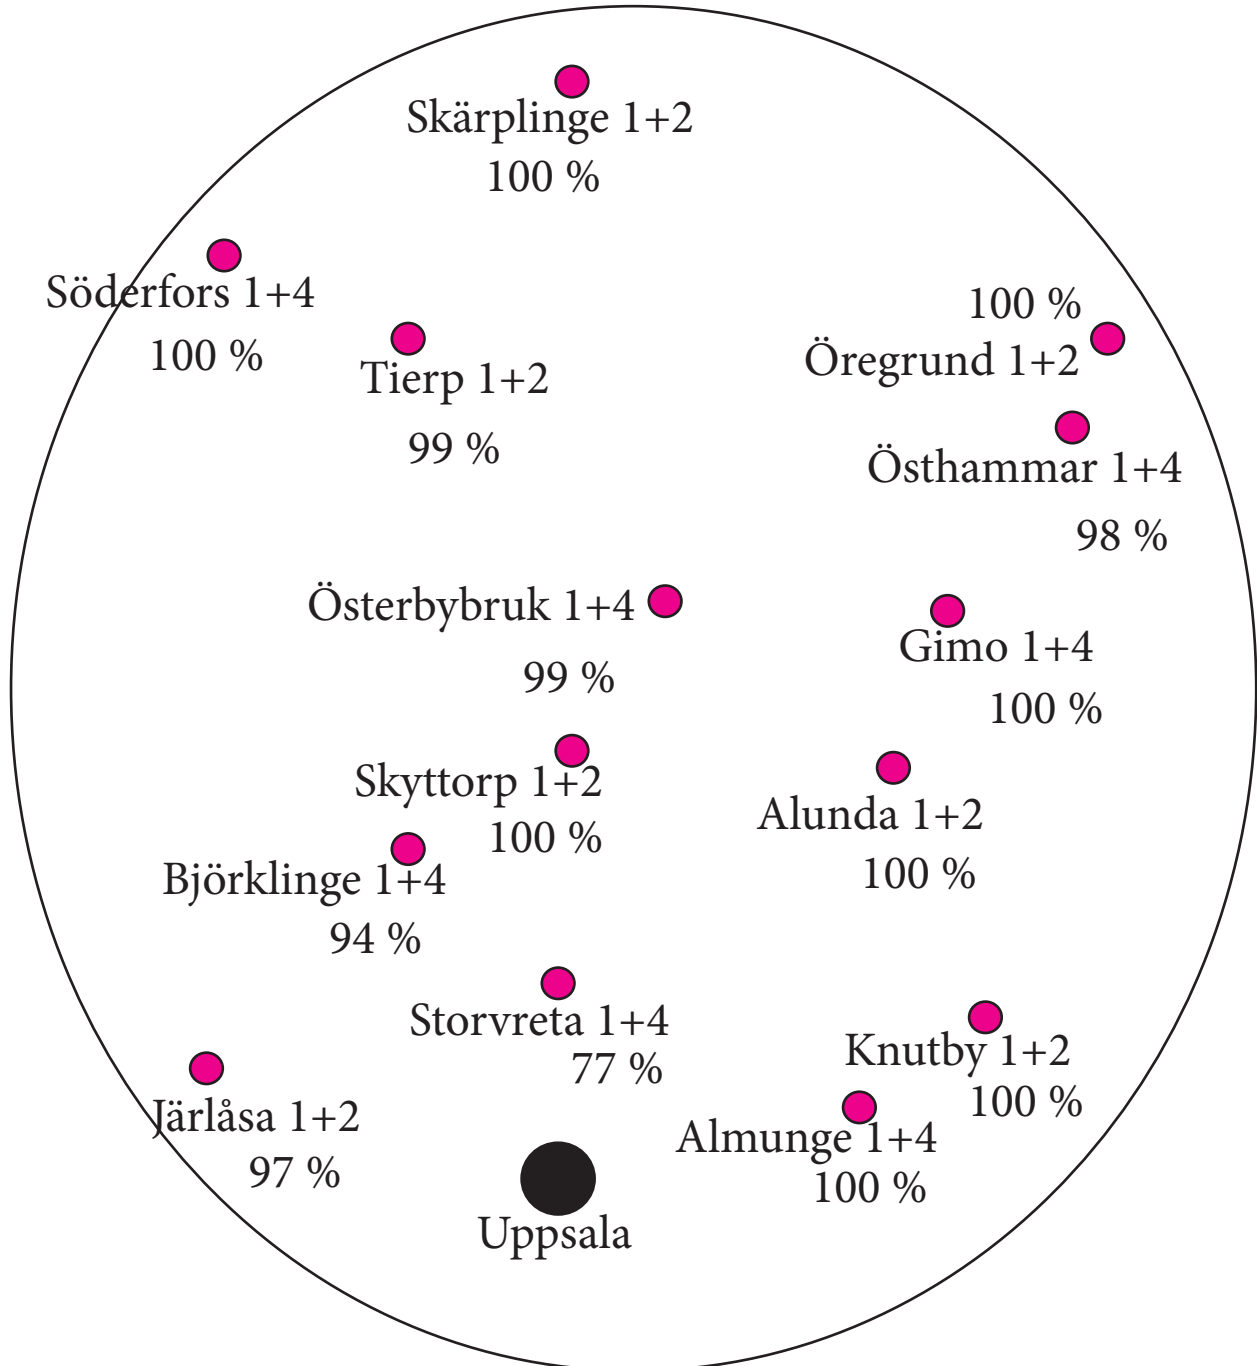 Skärplinge 1+2
100 %
Söderfors 1+4
100 %
Tierp 1+2
99 %
100 %
Öregrund 1+2
Östhammar 1+4
98 %
Österbybruk 1+4
99 %
Gimo 1+4
100 %
Skyttorp 1+2
100 %
Alunda 1+2
100 %
Björklinge 1+4
94 %
Storvreta 1+4
77 %
Knutby 1+2
100 %
Järlåsa 1+2
97 %
Almunge 1+4
100 %
Uppsala